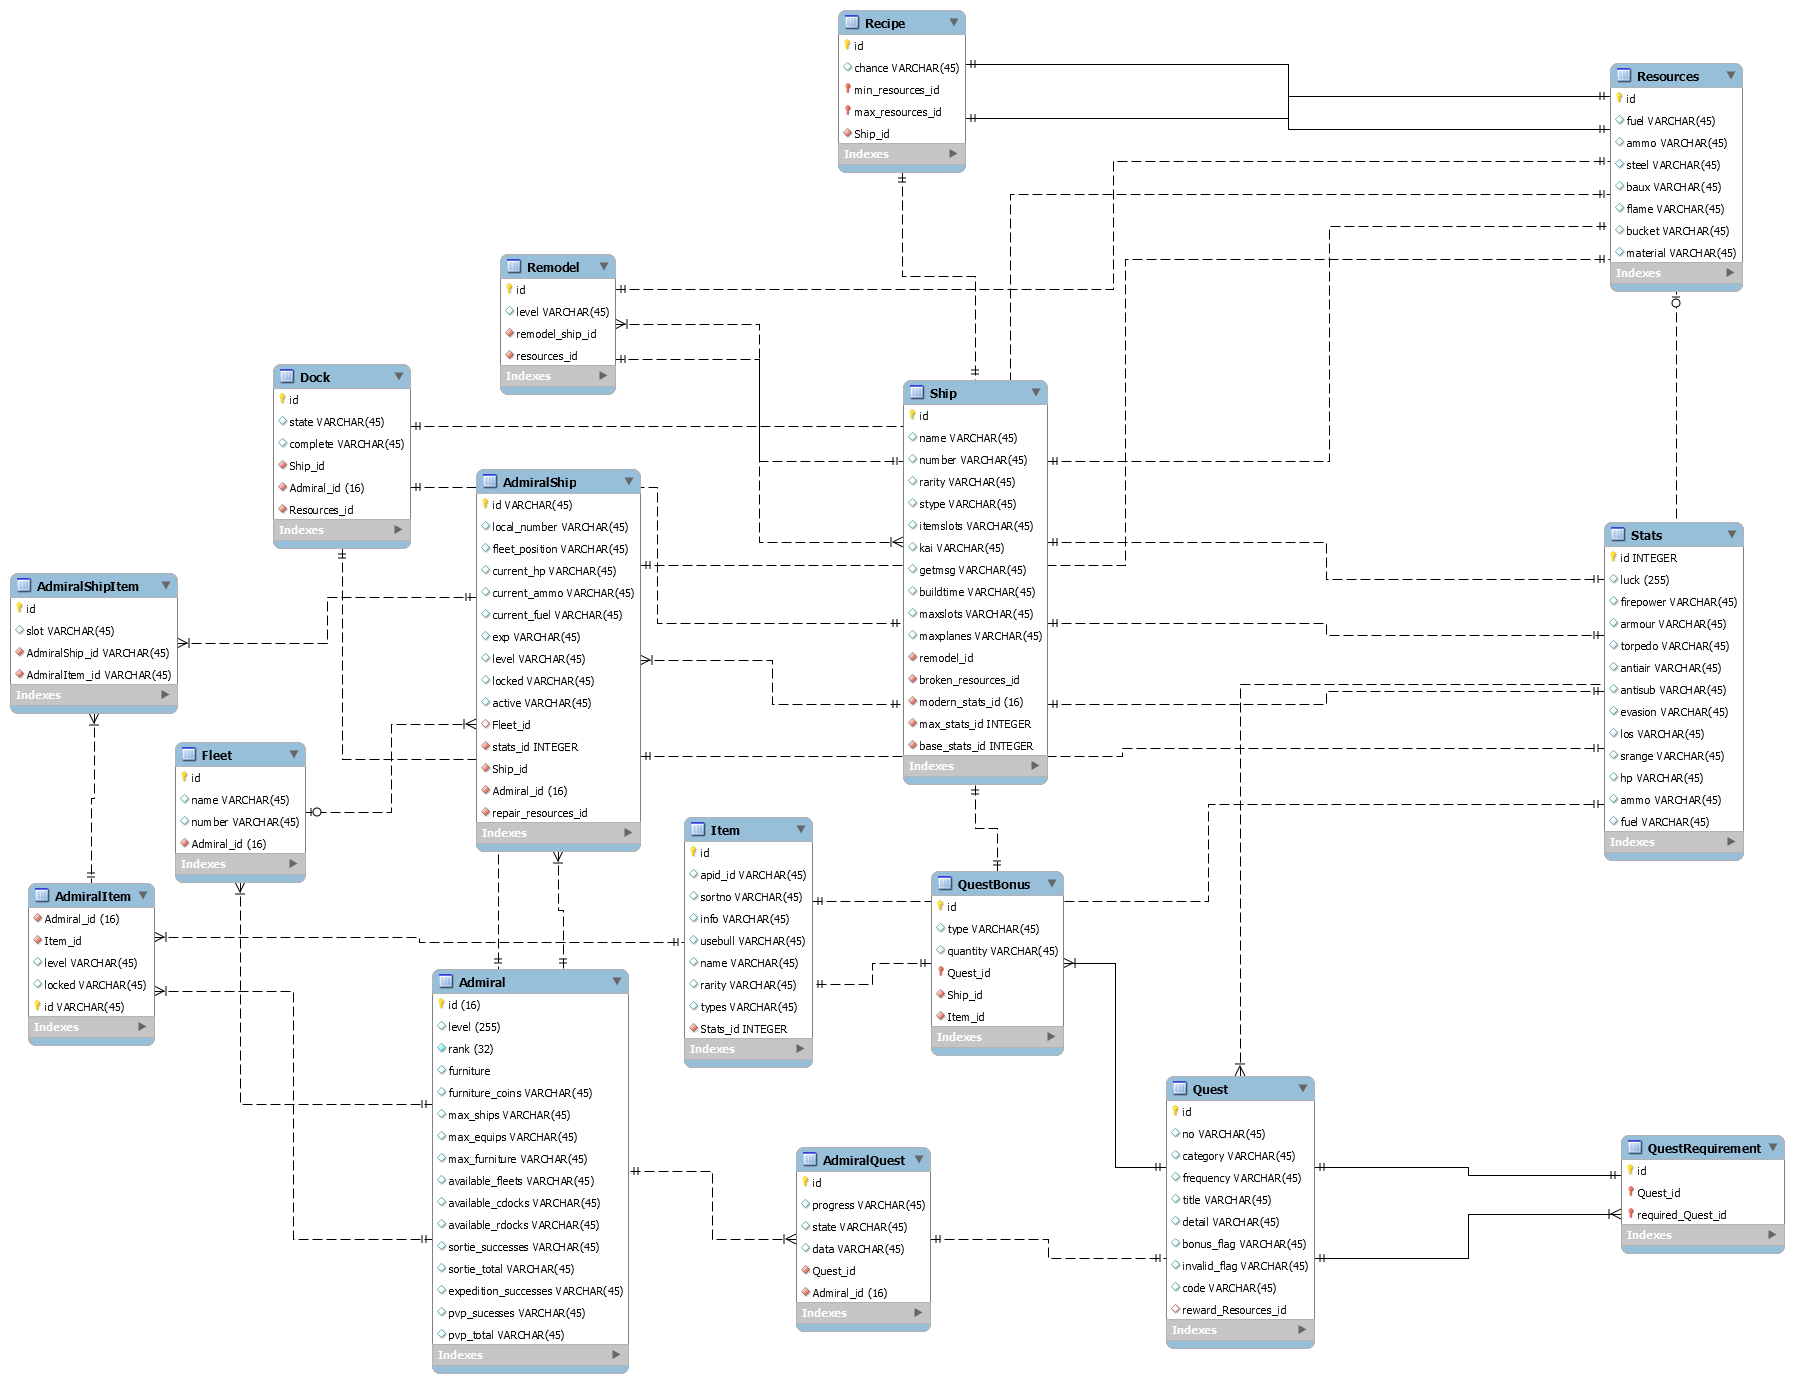 Recipe
id
chance VARCHAR(45)
min_resources_id
max_resources_id
Ship_id
Indexes
Resources
id
fuel VARCHAR(45)
ammo VARCHAR(45)
steel VARCHAR(45)
baux VARCHAR(45)
flame VARCHAR(45)
bucket VARCHAR(45)
material VARCHAR(45)
Indexes
Remodel
id
level VARCHAR(45)
remodel_ship_id
resources_id
Indexes
Dock
id
state VARCHAR(45)
complete VARCHAR(45)
Ship_id
Admiral_id (16)
Resources_id
Indexes
Ship
id
name VARCHAR(45)
number VARCHAR(45)
rarity VARCHAR(45)
stype VARCHAR(45)
itemslots VARCHAR(45)
kai VARCHAR(45)
getmsg VARCHAR(45)
buildtime VARCHAR(45)
maxslots VARCHAR(45)
maxplanes VARCHAR(45)
remodel_id
broken_resources_id
modern_stats_id (16)
max_stats_id INTEGER
base_stats_id INTEGER
Indexes
AdmiralShip
id VARCHAR(45)
local_number VARCHAR(45)
fleet_position VARCHAR(45)
current_hp VARCHAR(45)
current_ammo VARCHAR(45)
current_fuel VARCHAR(45)
exp VARCHAR(45)
level VARCHAR(45)
locked VARCHAR(45)
active VARCHAR(45)
Fleet_id
stats_id INTEGER
Ship_id
Admiral_id (16)
repair_resources_id
Indexes
Stats
id INTEGER
luck (255)
firepower VARCHAR(45)
armour VARCHAR(45)
torpedo VARCHAR(45)
antiair VARCHAR(45)
antisub VARCHAR(45)
evasion VARCHAR(45)
los VARCHAR(45)
srange VARCHAR(45)
hp VARCHAR(45)
ammo VARCHAR(45)
fuel VARCHAR(45)
Indexes
AdmiralShipItem
id
slot VARCHAR(45)
AdmiralShip_id VARCHAR(45)
AdmiralItem_id VARCHAR(45)
Indexes
Fleet
id
name VARCHAR(45)
number VARCHAR(45)
Admiral_id (16)
Indexes
Item
id
apid_id VARCHAR(45)
sortno VARCHAR(45)
info VARCHAR(45)
usebull VARCHAR(45)
name VARCHAR(45)
rarity VARCHAR(45)
types VARCHAR(45)
Stats_id INTEGER
Indexes
QuestBonus
id
type VARCHAR(45)
quantity VARCHAR(45)
Quest_id
Ship_id
Item_id
Indexes
AdmiralItem
Admiral_id (16)
Item_id
level VARCHAR(45)
locked VARCHAR(45)
id VARCHAR(45)
Indexes
Admiral
id (16)
level (255)
rank (32)
furniture
furniture_coins VARCHAR(45)
max_ships VARCHAR(45)
max_equips VARCHAR(45)
max_furniture VARCHAR(45)
available_fleets VARCHAR(45)
available_cdocks VARCHAR(45)
available_rdocks VARCHAR(45)
sortie_successes VARCHAR(45)
sortie_total VARCHAR(45)
expedition_successes VARCHAR(45)
pvp_sucesses VARCHAR(45)
pvp_total VARCHAR(45)
Indexes
AdmiralQuest
id
progress VARCHAR(45)
state VARCHAR(45)
data VARCHAR(45)
Quest_id
Admiral_id (16)
Indexes
Quest
id
no VARCHAR(45)
category VARCHAR(45)
frequency VARCHAR(45)
title VARCHAR(45)
detail VARCHAR(45)
bonus_flag VARCHAR(45)
invalid_flag VARCHAR(45)
code VARCHAR(45)
reward_Resources_id
Indexes
QuestRequirement
id
Quest_id
required_Quest_id
Indexes